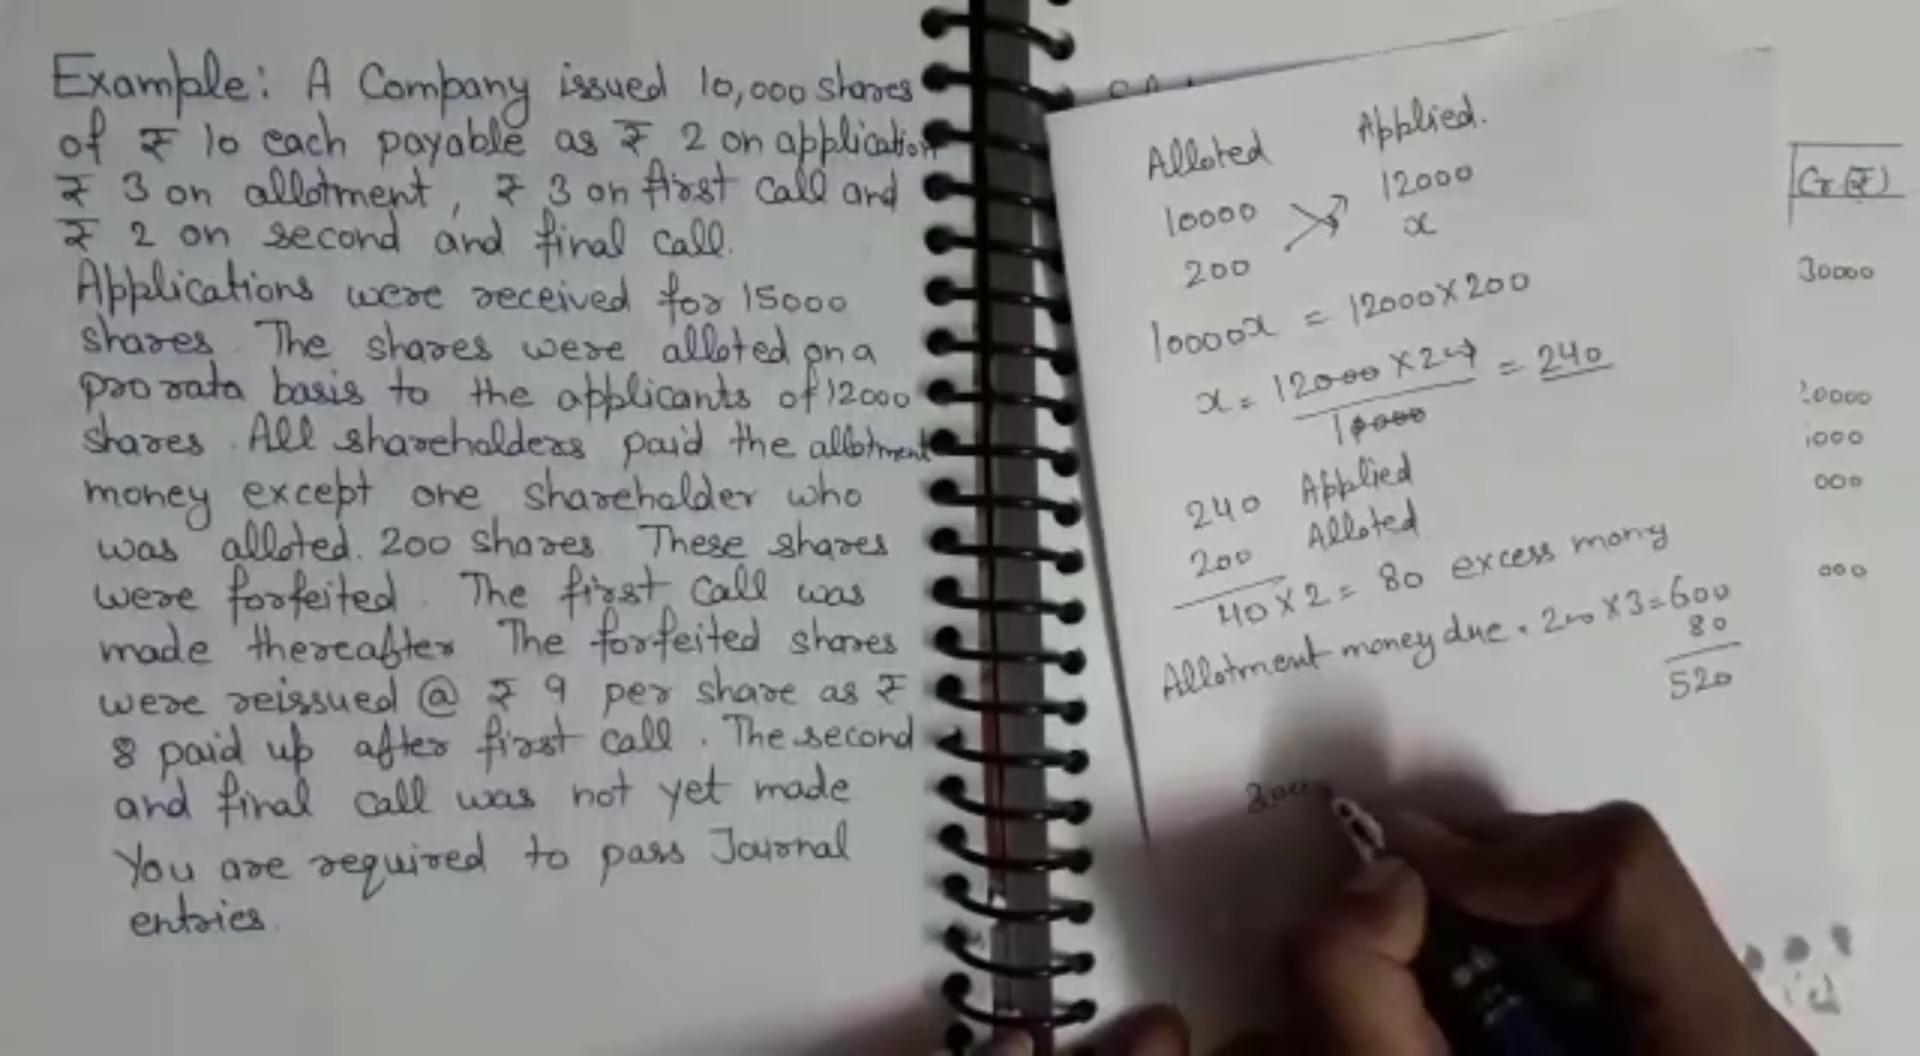 Example: A Company issued 10,000 shares
of ₹ 10 each payable as ₹ 2 on application
₹ 3 on allotment, ₹ 3 on first call and
₹ 2 on second and final call.
Applications were received for 15000
shares. The shares were alloted on a
pro rata basis to the applicants of 12000
shares. All shareholders paid the allotment
money except one shareholder who
was alloted 200 shares These shares
were forfeited. The first call was
made thereafter The forfeited shares
were reissued @ ₹ 9 per share as ₹
8 paid up after first call. The second
and final call was not yet made
You are required to pass Journal
entries.
Alloted Applied.
10000 12000
200 x
10000x = 12000 X 200
x = 12000 X 200 = 240
10000
240 Applied
200 Alloted
40 X 2 = 80 excess mony
Allotment money due = 200 X 3 = 600
80
520
Cr (₹)
30000
0000
000
000
000